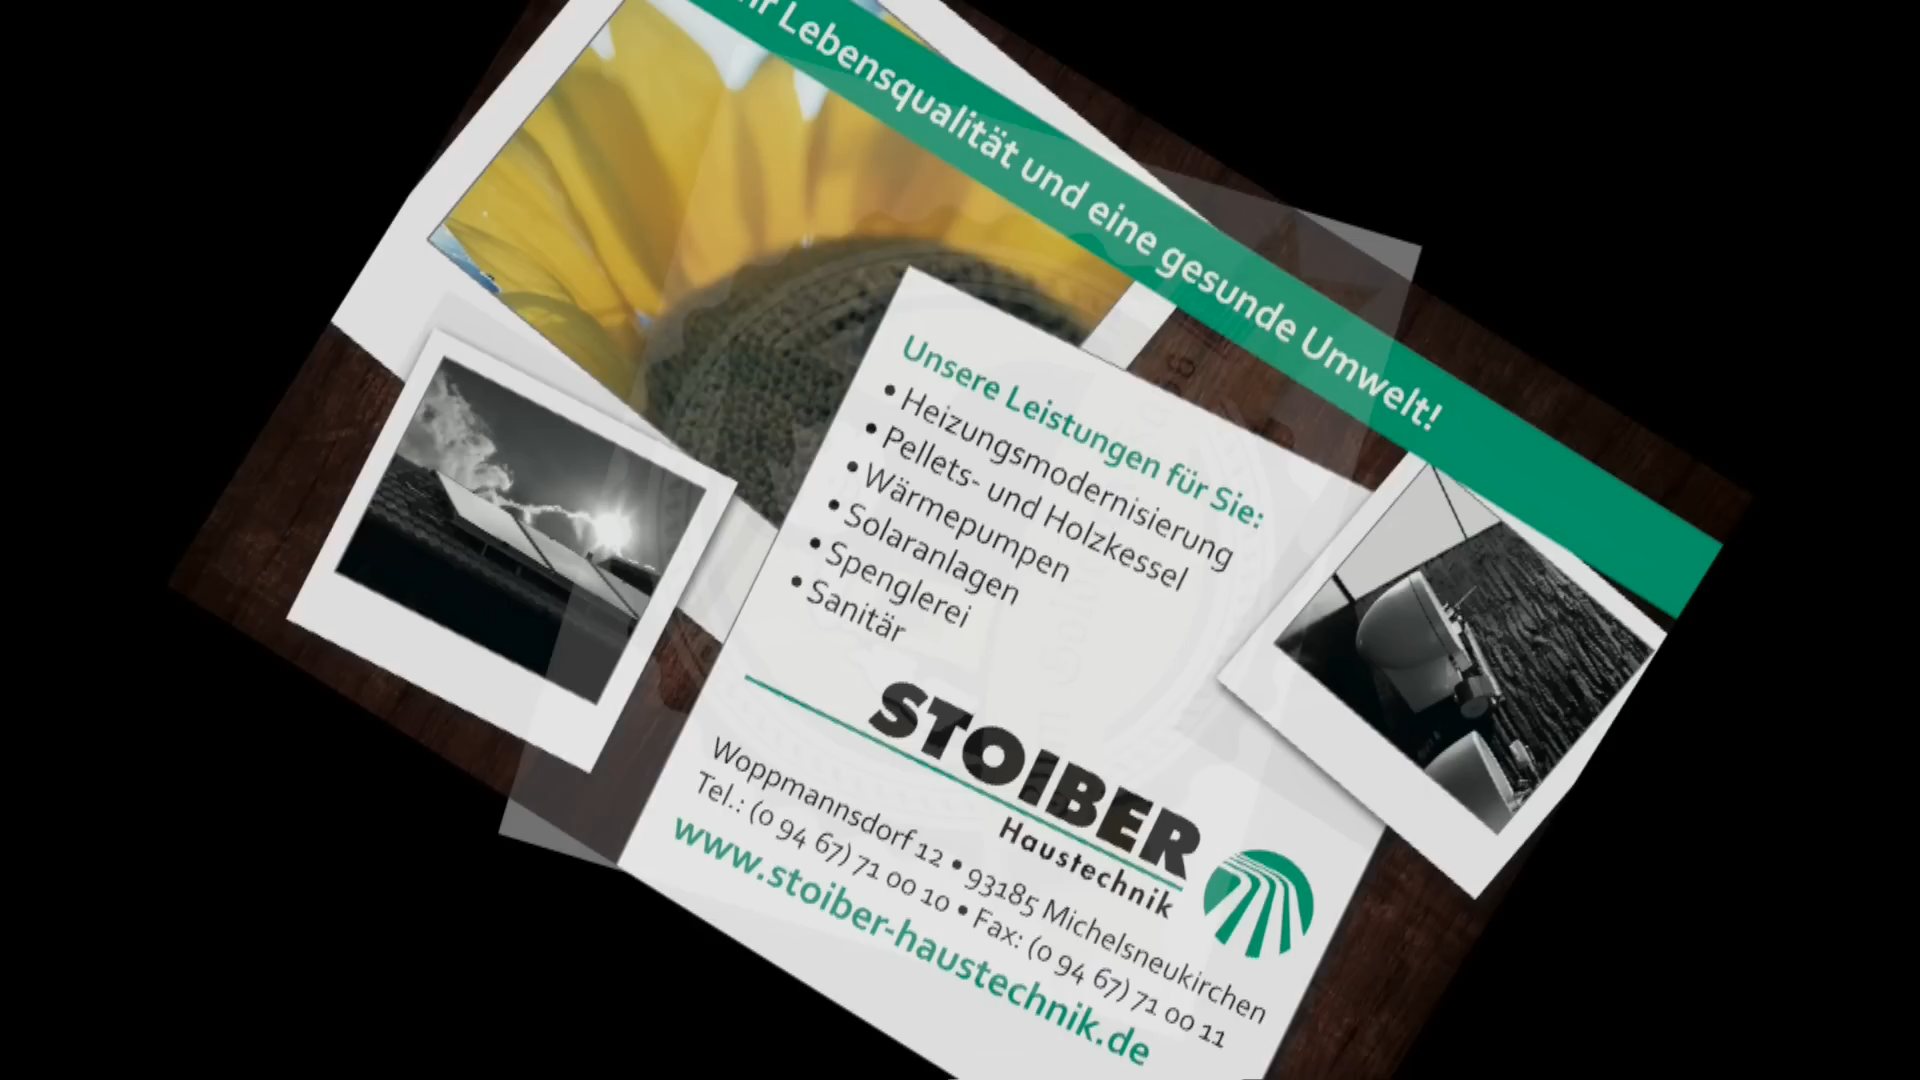 Lebensqualität und eine gesunde Umwelt!
Unsere Leistungen für Sie:
• Heizungsmodernisierung
• Pellets- und Holzkessel
• Wärmepumpen
• Solaranlagen
• Spenglerei
• Sanitär
STOIBER
Haustechnik
Woppmannsdorf 12 • 93185 Michelsneukirchen
Tel.: (0 94 67) 71 00 10 • Fax: (0 94 67) 71 00 11
www.stoiber-haustechnik.de